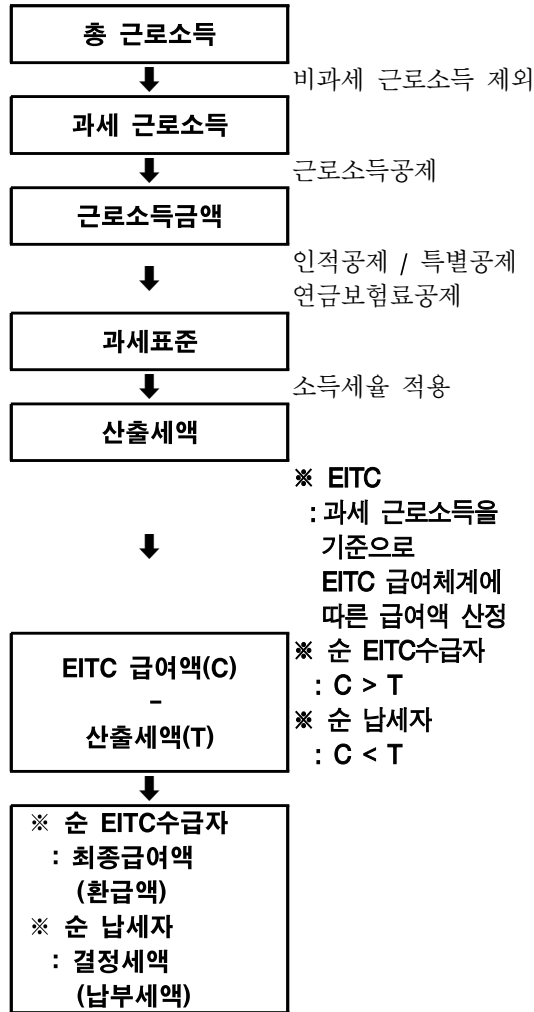 총 근로소득
비과세 근로소득 제외
과세 근로소득
근로소득공제
근로소득금액
인적공제 / 특별공제
연금보험료공제
과세표준
소득세율 적용
산출세액
※ EITC
: 과세 근로소득을
기준으로
EITC 급여체계에
따른 급여액 산정
EITC 급여액(C)
-
산출세액(T)
※ 순 EITC수급자
: C > T
※ 순 납세자
: C < T
※ 순 EITC수급자
: 최종급여액
(환급액)
※ 순 납세자
: 결정세액
(납부세액)